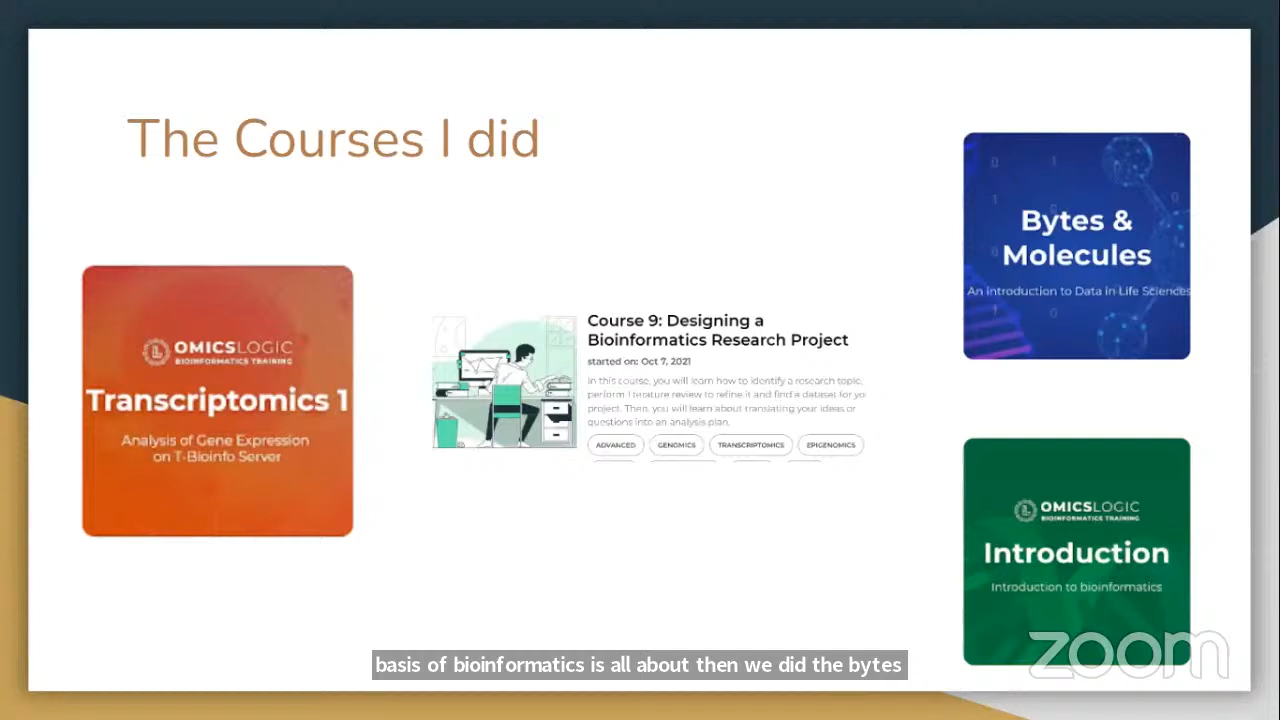 The Courses I did
OMICSLOGIC
BIOINFORMATICS TRAINING
Transcriptomics 1
Analysis of Gene Expression
on T-Bioinfo Server
Course 9: Designing a
Bioinformatics Research Project
started on: Oct 7, 2021
In this course, you will learn how to identify a research topic,
perform literature review to refine it and find a dataset for yo
project. Then, you will learn about translating your ideas or
questions into an analysis plan.
ADVANCED GENOMICS TRANSCRIPTOMICS EPIGENOMICS
Bytes &
Molecules
An introduction to Data in Life Sciences
OMICSLOGIC
BIOINFORMATICS TRAINING
Introduction
Introduction to bioinformatics
basis of bioinformatics is all about then we did the bytes
zoom